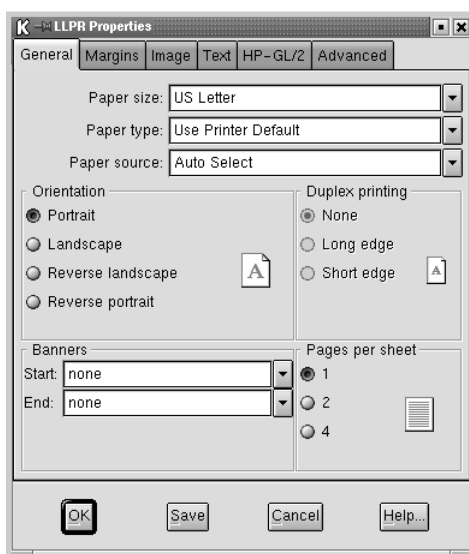 K LLPR Properties
General Margins Image Text HP-GL/2 Advanced
Paper size: US Letter
Paper type: Use Printer Default
Paper source: Auto Select
Orientation
Portrait
Landscape
Reverse landscape
Reverse portrait
A
Duplex printing
None
Long edge
Short edge
A
Banners
Start: none
End: none
Pages per sheet
1
2
4
OK Save Cancel Help...